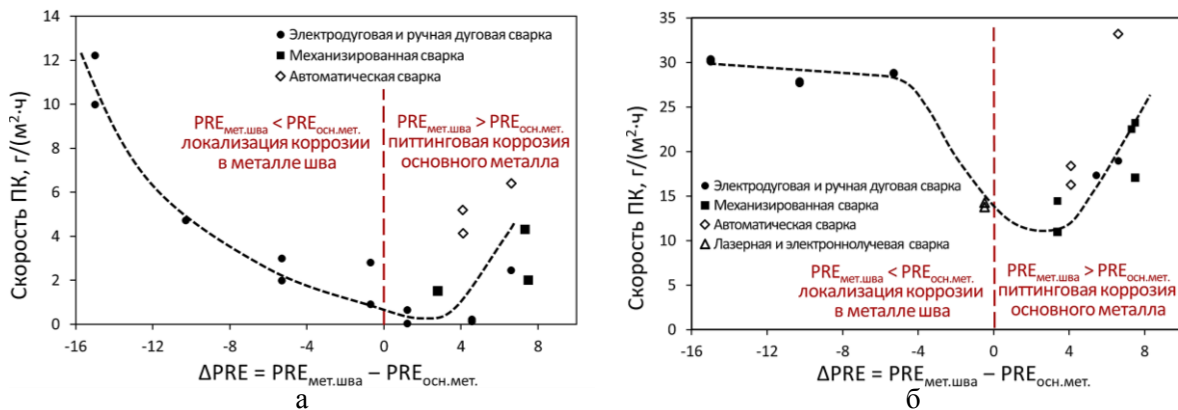 14
12
10
8
6
4
2
0
Скорость ПК, г/(м²·ч)
● Электродуговая и ручная дуговая сварка
■ Механизированная сварка
◇ Автоматическая сварка
PREмет.шва < PREосн.мет.
локализация коррозии
в металле шва
PREмет.шва > PREосн.мет.
питтинговая коррозия
основного металла
-16 -12 -8 -4 0 4 8
ΔPRE = PREмет.шва – PREосн.мет.
а
35
30
25
20
15
10
5
0
Скорость ПК, г/(м²·ч)
● Электродуговая и ручная дуговая сварка
■ Механизированная сварка
◇ Автоматическая сварка
△ Лазерная и электроннолучевая сварка
PREмет.шва < PREосн.мет.
локализация коррозии
в металле шва
PREмет.шва > PREосн.мет.
питтинговая коррозия
основного металла
-16 -12 -8 -4 0 4 8
ΔPRE = PREмет.шва – PREосн.мет.
б